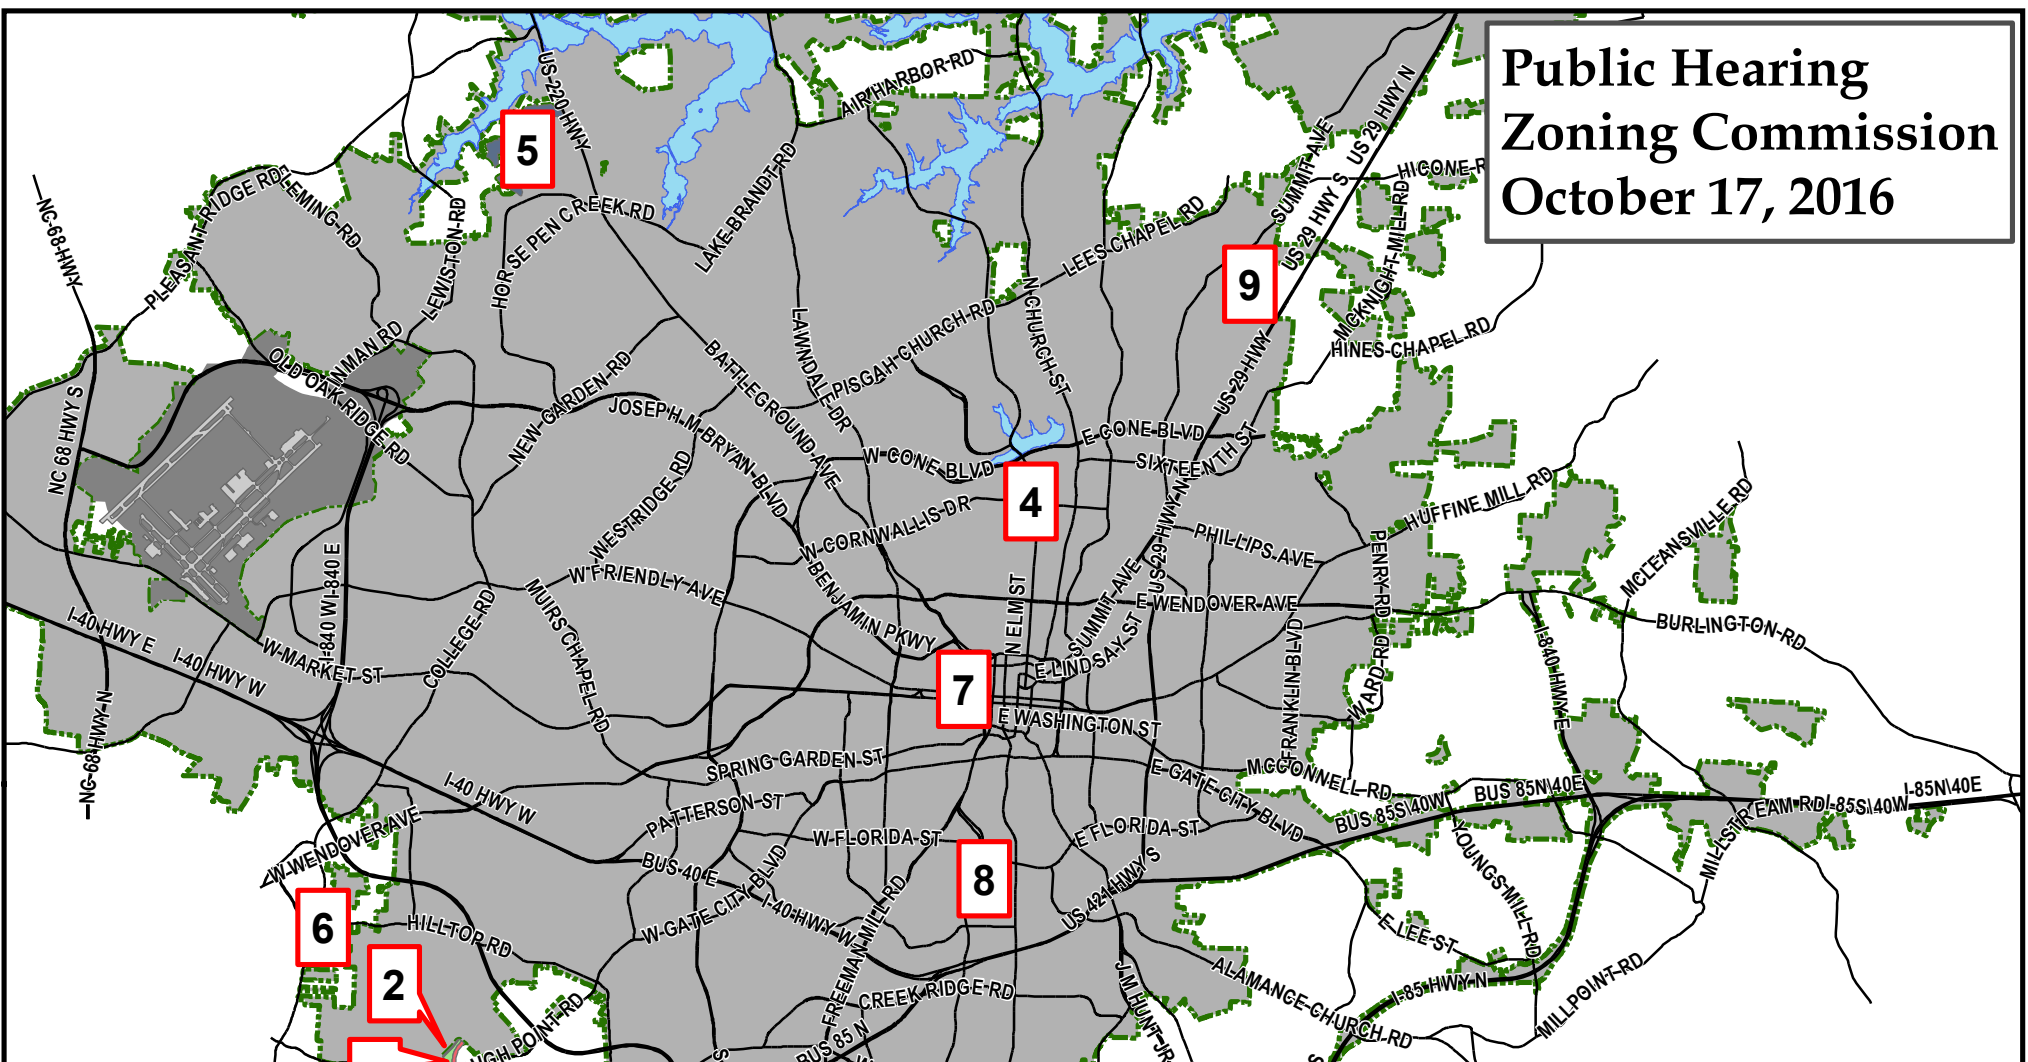 Public Hearing
Zoning Commission
October 17, 2016
US-220 HWY
AIR HARBOR RD
US 29 HWY N
SUMMIT AVE
HICONE R
5
PLEASANT RIDGE RD
FLEMING RD
NC-68-HWY
LEWISTON RD
HORSE PEN CREEK RD
LAKE BRANDT RD
LEES CHAPEL RD
US 29 HWY S
MCKNIGHT MILL RD
9
N CHURCH ST
OLD OAK RIDGE RD
INMAN RD
LAWNDALE DR
PISGAH CHURCH RD
HINES CHAPEL RD
US-29-HWY
NC 68 HWY S
NEW GARDEN RD
BATTLEGROUND AVE
JOSEPH M BRYAN BLVD
W CONE BLVD
E CONE BLVD
SIXTEENTH ST
WESTRIDGE RD
W CORNWALLIS DR
4
US-29-HWY-N
HUFFINE MILL RD
MCLEANSVILLE RD
PHILLIPS AVE
PENRY RD
I-840 W
I-840 E
W FRIENDLY AVE
BENJAMIN PKWY
N ELM ST
SUMMIT AVE
E WENDOVER AVE
I-40 HWY E
I-40 HWY W
W MARKET ST
COLLEGE RD
MUIRS CHAPEL RD
E LINDSAY ST
FRANKLIN BLVD
WARD RD
I-840 HWY E
BURLINGTON RD
7
NC-68-HWY-N
E WASHINGTON ST
SPRING GARDEN ST
E GATE CITY BLVD
MCCONNELL RD
BUS 85N\40E
BUS 85S\40W
I-85N\40E
I-85S\40W
MILLSTREAM RD
I-40 HWY W
PATTERSON ST
W FLORIDA ST
E FLORIDA ST
YOUNGS MILL RD
W WENDOVER AVE
BUS 40 E
W GATE CITY BLVD
I-40 HWY W
8
US 421 HWY S
6
HILLTOP RD
FREEMAN MILL RD
E LEE ST
2
CREEK RIDGE RD
J M HUNT JR
ALAMANCE CHURCH RD
I-85 HWY N
MILLPOINT RD
HIGH POINT RD
BUS 85 N